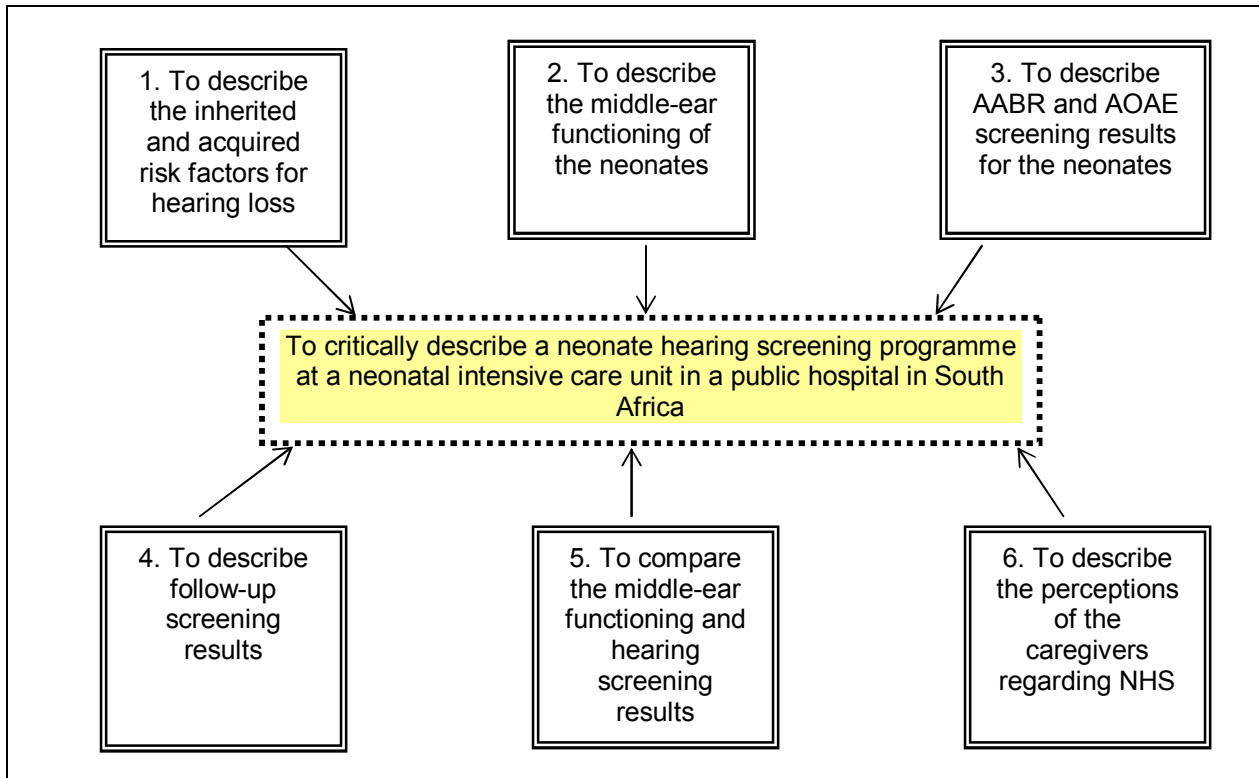 1. To describe
the inherited
and acquired
risk factors for
hearing loss
2. To describe
the middle-ear
functioning of
the neonates
3. To describe
AABR and AOAE
screening results
for the neonates
To critically describe a neonate hearing screening programme
at a neonatal intensive care unit in a public hospital in South
Africa
4. To describe
follow-up
screening
results
5. To compare
the middle-ear
functioning and
hearing
screening
results
6. To describe
the perceptions
of the
caregivers
regarding NHS